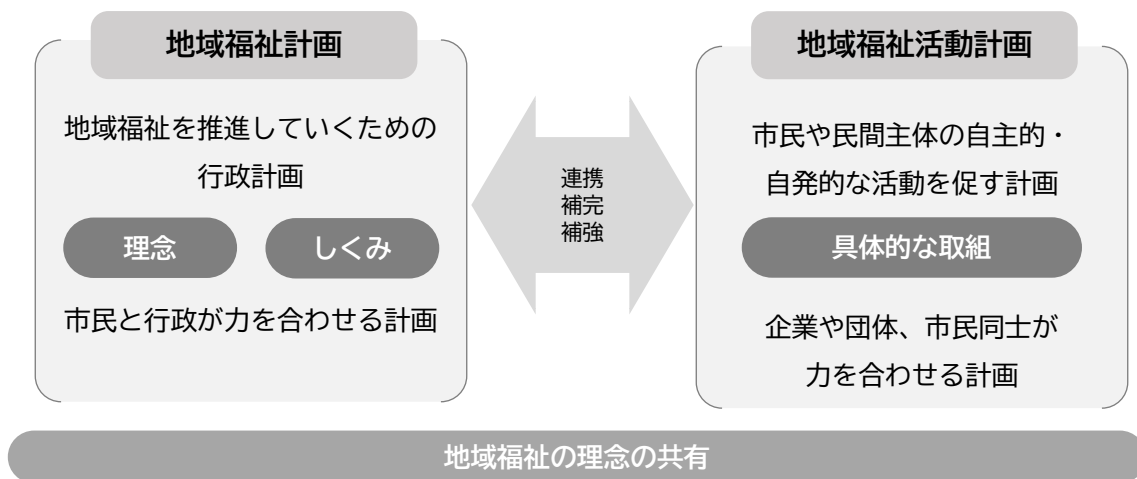 地域福祉計画
地域福祉を推進していくための
行政計画
理念
しくみ
市民と行政が力を合わせる計画
連携
補完
補強
地域福祉活動計画
市民や民間主体の自主的・
自発的な活動を促す計画
具体的な取組
企業や団体、市民同士が
力を合わせる計画
地域福祉の理念の共有